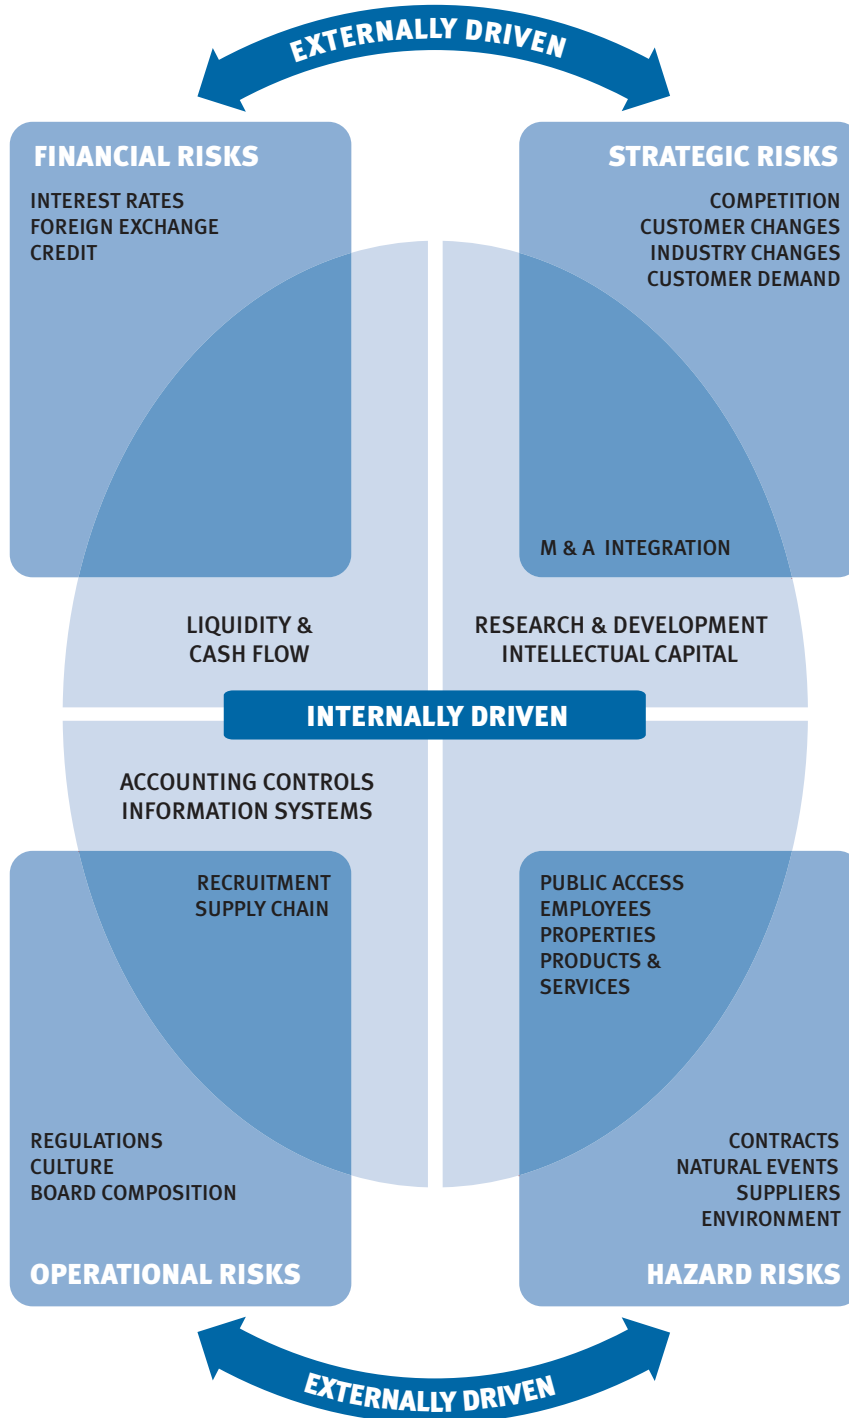 EXTERNALLY DRIVEN
FINANCIAL RISKS
INTEREST RATES
FOREIGN EXCHANGE
CREDIT
STRATEGIC RISKS
COMPETITION
CUSTOMER CHANGES
INDUSTRY CHANGES
CUSTOMER DEMAND
M & A INTEGRATION
LIQUIDITY &
CASH FLOW
RESEARCH & DEVELOPMENT
INTELLECTUAL CAPITAL
INTERNALLY DRIVEN
ACCOUNTING CONTROLS
INFORMATION SYSTEMS
RECRUITMENT
SUPPLY CHAIN
PUBLIC ACCESS
EMPLOYEES
PROPERTIES
PRODUCTS &
SERVICES
REGULATIONS
CULTURE
BOARD COMPOSITION
OPERATIONAL RISKS
CONTRACTS
NATURAL EVENTS
SUPPLIERS
ENVIRONMENT
HAZARD RISKS
EXTERNALLY DRIVEN